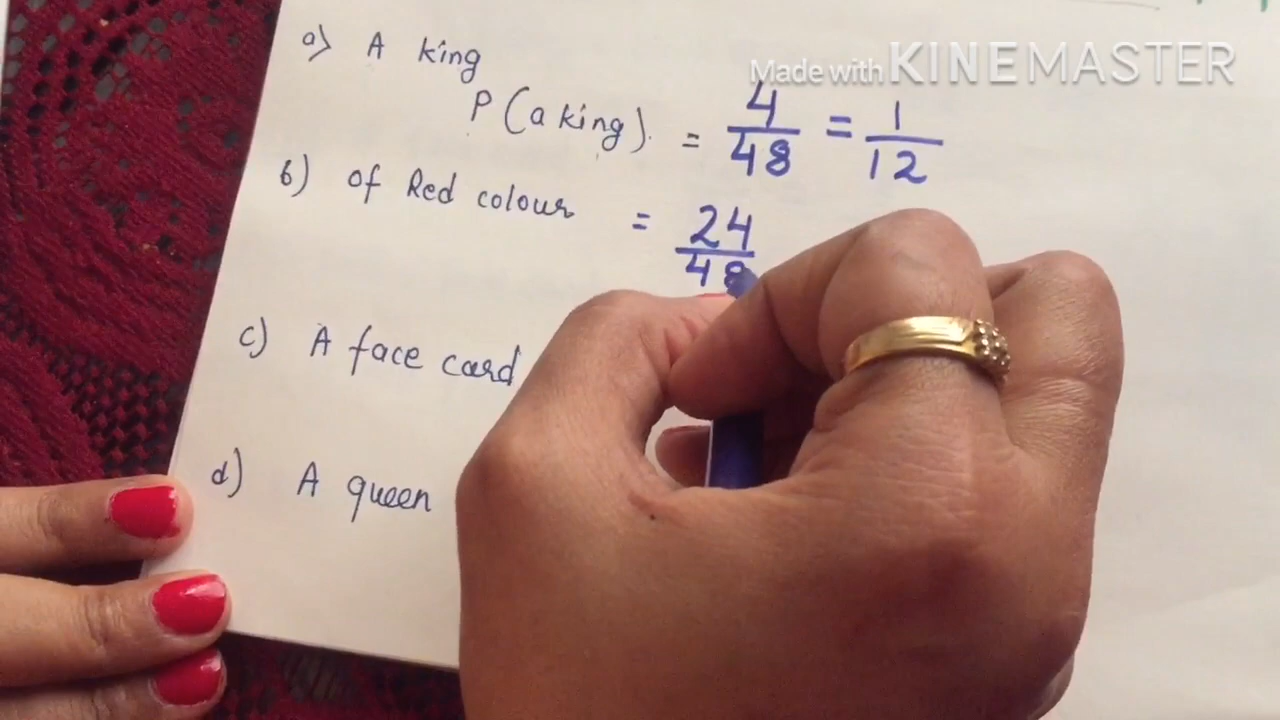 Made with KINEMASTER
a) A king
P(a king). = 4/48 = 1/12
b) of Red colour = 24/48
c) A face card
d) A queen